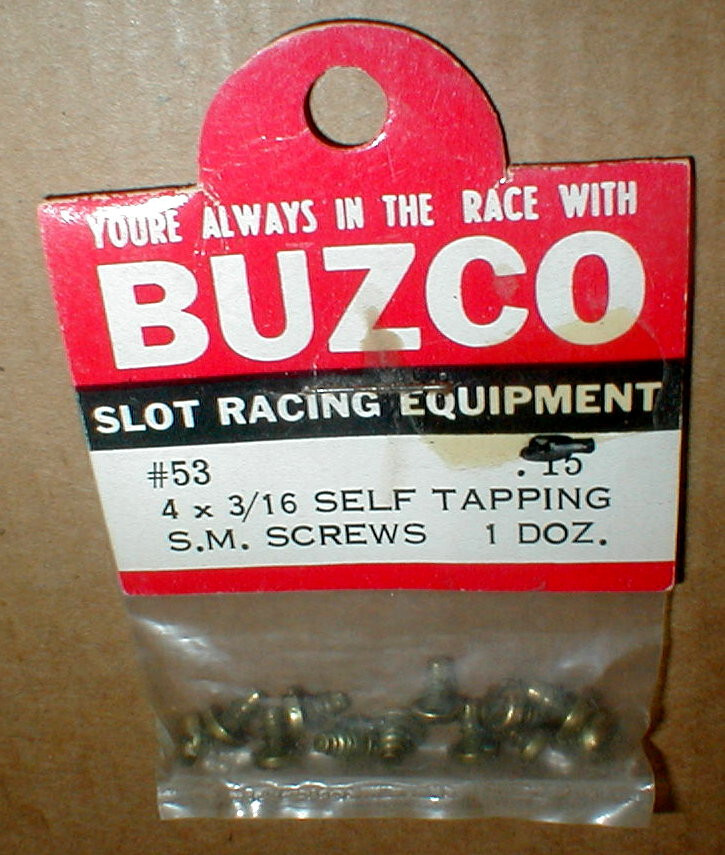 YOURE ALWAYS IN THE RACE WITH
BUZCO
SLOT RACING EQUIPMENT
#53 .15
4 x 3/16 SELF TAPPING
S.M. SCREWS 1 DOZ.